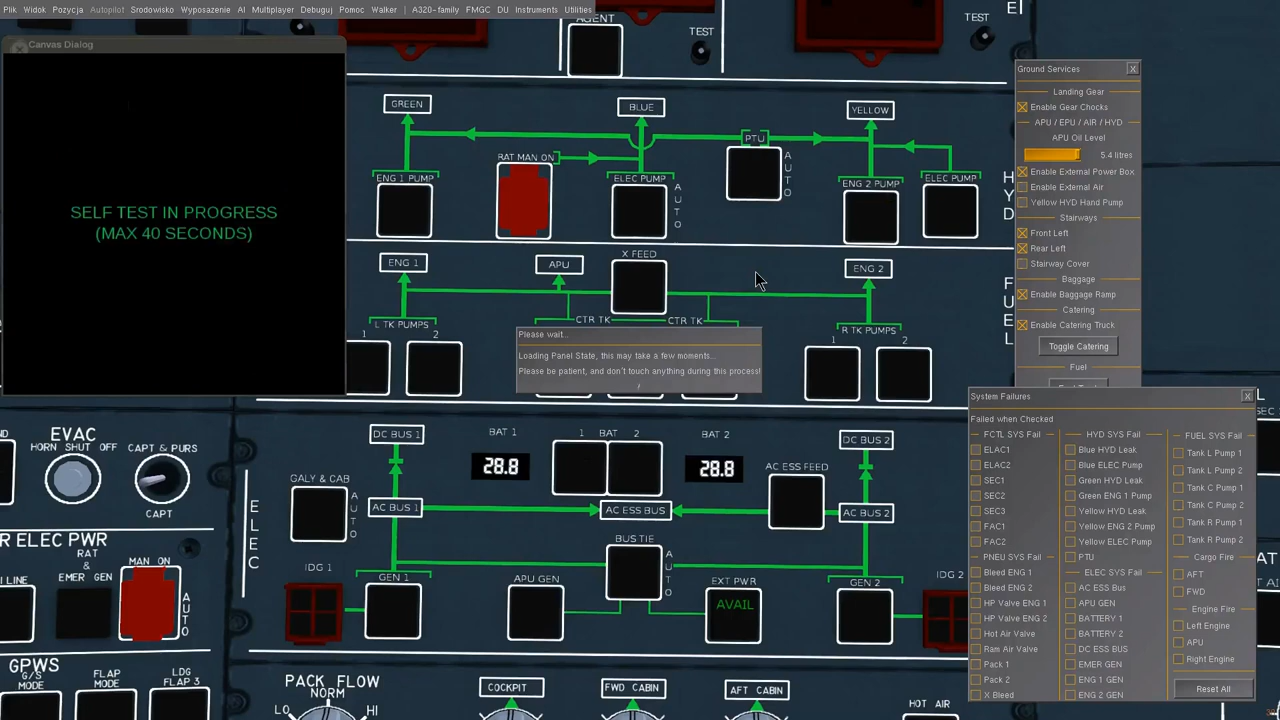 Plik Widok Pozycja Autopilot Środowisko Wyposażenie AI Multiplayer Debuguj Pomoc Walker | A320-family FMGC DU Instruments Utilities
Canvas Dialog
SELF TEST IN PROGRESS
(MAX 40 SECONDS)
AGENT
TEST
TEST
GREEN
BLUE
YELLOW
PTU
RAT MAN ON
AUTO
ENG 1 PUMP
ELEC PUMP
AUTO
ENG 2 PUMP
ELEC PUMP
HYD
ENG 1
APU
X FEED
ENG 2
FUEL
L TK PUMPS
1
2
CTR TK
CTR TK
R TK PUMPS
1
2
Please wait...
Loading Panel State, this may take a few moments...
Please be patient, and don't touch anything during this process!
/
EVAC
HORN SHUT OFF
CAPT & PURS
CAPT
ELEC PWR
RAT
&
EMER GEN
MAN ON
AUTO
LINE
GPWS
G/S
MODE
FLAP
MODE
LDG
FLAP 3
ELEC
DC BUS 1
BAT 1
28.8
1 BAT 2
BAT 2
28.8
DC BUS 2
GALY & CAB
AUTO
AC BUS 1
AC ESS BUS
AC ESS FEED
AC BUS 2
BUS TIE
AUTO
IDG 1
GEN 1
APU GEN
EXT PWR
AVAIL
GEN 2
IDG 2
PACK FLOW
NORM
LO
HI
COCKPIT
FWD CABIN
AFT CABIN
HOT AIR
Ground Services
X
Landing Gear
Enable Gear Chocks
APU / EPU / AIR / HYD
APU Oil Level
5.4 litres
Enable External Power Box
Enable External Air
Yellow HYD Hand Pump
Stairways
Front Left
Rear Left
Stairway Cover
Baggage
Enable Baggage Ramp
Catering
Enable Catering Truck
Toggle Catering
Fuel
System Failures
X
Failed when Checked
FCTL SYS Fail
ELAC1
ELAC2
SEC1
SEC2
SEC3
FAC1
FAC2
PNEU SYS Fail
Bleed ENG 1
Bleed ENG 2
HP Valve ENG 1
HP Valve ENG 2
Hot Air Valve
Ram Air Valve
Pack 1
Pack 2
X Bleed
HYD SYS Fail
Blue HYD Leak
Blue ELEC Pump
Green HYD Leak
Green ENG 1 Pump
Yellow HYD Leak
Yellow ENG 2 Pump
Yellow ELEC Pump
PTU
ELEC SYS Fail
AC ESS Bus
APU GEN
BATTERY 1
BATTERY 2
DC ESS BUS
EMER GEN
ENG 1 GEN
ENG 2 GEN
FUEL SYS Fail
Tank L Pump 1
Tank L Pump 2
Tank C Pump 1
Tank C Pump 2
Tank R Pump 1
Tank R Pump 2
Cargo Fire
AFT
FWD
Engine Fire
Left Engine
APU
Right Engine
Reset All